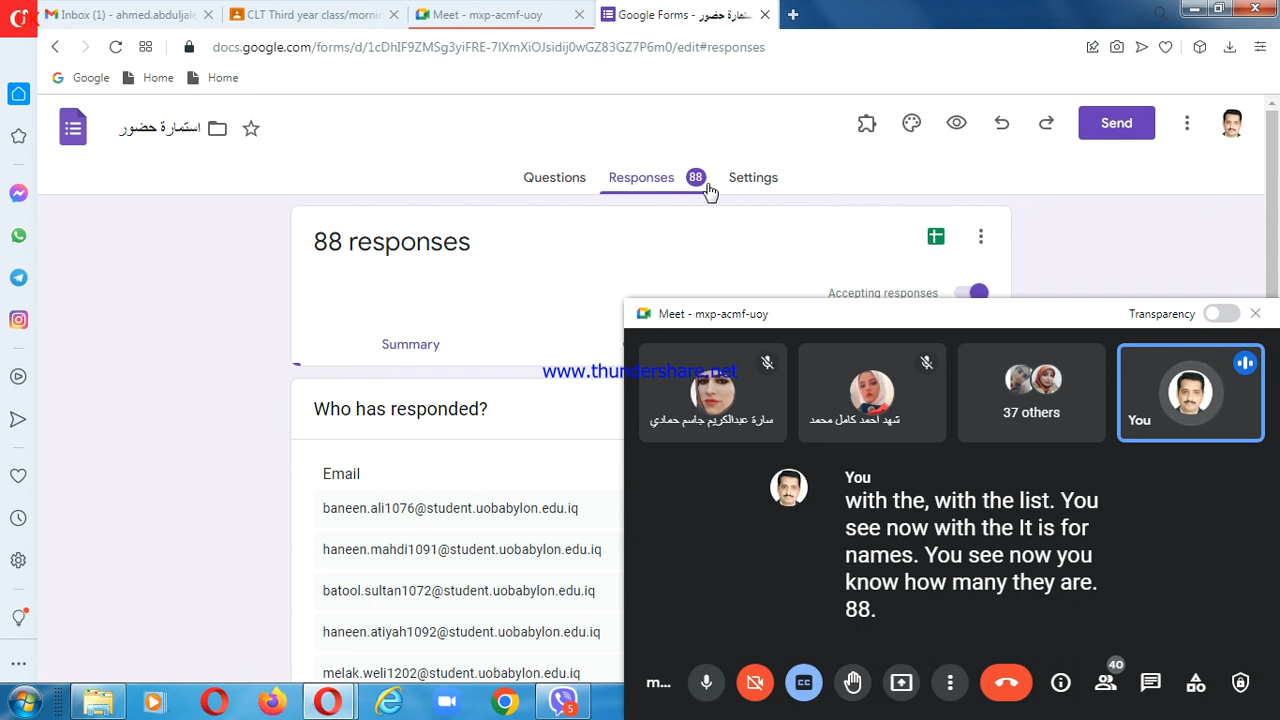 Inbox (1) - ahmed.abduljale
CLT Third year class/morni
Meet - mxp-acmf-uoy
Google Forms - استمارة حضور
docs.google.com/forms/d/1cDhIF9ZMSg3yiFRE-7IXmXiOJsidij0wGZ83GZ7P6m0/edit#responses
Google
Home
Home
استمارة حضور
Send
Questions
Responses 88
Settings
88 responses
Accepting responses
Summary
Who has responded?
Email
baneen.ali1076@student.uobabylon.edu.iq
haneen.mahdi1091@student.uobabylon.edu.iq
batool.sultan1072@student.uobabylon.edu.iq
haneen.atiyah1092@student.uobabylon.edu.iq
melak.weli1202@student.uobabylon.edu.iq
www.thundershare.net
Meet - mxp-acmf-uoy
Transparency
سارة عبدالكريم جاسم حمادي
شهد احمد كامل محمد
37 others
You
You
with the, with the list. You
see now with the It is for
names. You see now you
know how many they are.
88.
m...
CC
40
5